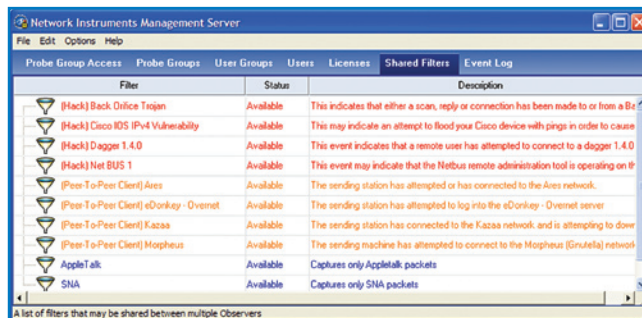 Network Instruments Management Server
File Edit Options Help
Probe Group Access Probe Groups User Groups Users Licenses Shared Filters Event Log
Filter Status Description
(Hack) Back Orifice Trojan Available This indicates that either a scan, reply or connection has been made to or from a Ba
(Hack) Cisco IOS IPv4 Vulnerability Available This may indicate an attempt to flood your Cisco device with pings in order to cause
(Hack) Dagger 1.4.0 Available This event indicates that a remote user has attempted to connect to a dagger 1.4.0
(Hack) Net BUS 1 Available This event may indicate that the Netbus remote administration tool is operating on th
(Peer-To-Peer Client) Ares Available The sending station has attempted or has connected to the Ares network.
(Peer-To-Peer Client) eDonkey - Overnet Available The sending station has attempted to log into the eDonkey - Overnet server
(Peer-To-Peer Client) Kazaa Available The sending station has connected to the Kazaa network and is attempting to down
(Peer-To-Peer Client) Morpheus Available The sending machine has attempted to connect to the Morpheus (Gnutella) network
AppleTalk Available Captures only Appletalk packets
SNA Available Captures only SNA packets
A list of filters that may be shared between multiple Observers